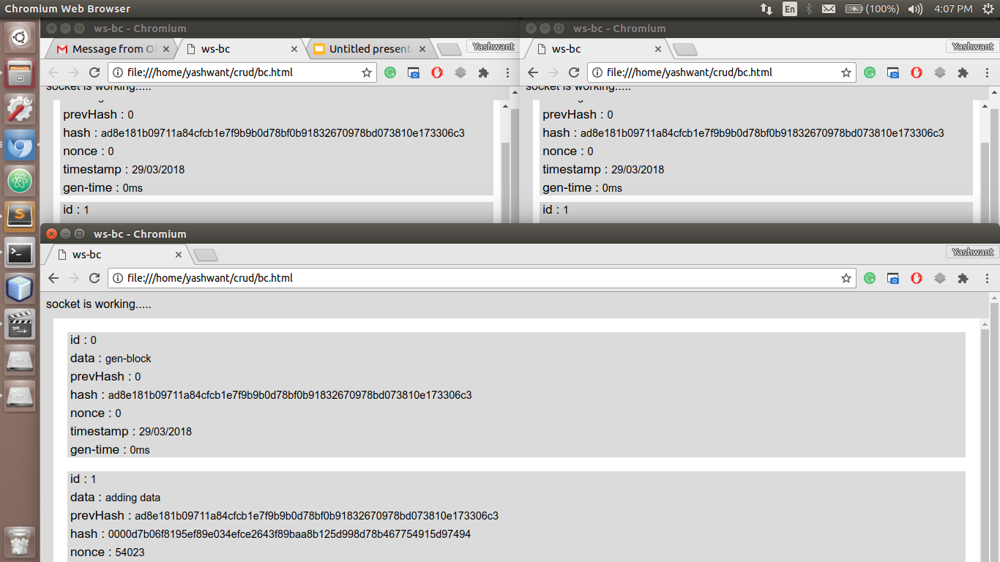 Chromium Web Browser
En
(100%)
4:07 PM
ws-bc - Chromium
Message from O
ws-bc
Untitled present
Yashwant
file:///home/yashwant/crud/bc.html
socket is working.....
prevHash : 0
hash : ad8e181b09711a84cfcb1e7f9b9b0d78bf0b91832670978bd073810e173306c3
nonce : 0
timestamp : 29/03/2018
gen-time : 0ms
id : 1
ws-bc - Chromium
ws-bc
Yashwant
file:///home/yashwant/crud/bc.html
socket is working.....
prevHash : 0
hash : ad8e181b09711a84cfcb1e7f9b9b0d78bf0b91832670978bd073810e173306c3
nonce : 0
timestamp : 29/03/2018
gen-time : 0ms
id : 1
ws-bc - Chromium
ws-bc
Yashwant
file:///home/yashwant/crud/bc.html
socket is working.....
id : 0
data : gen-block
prevHash : 0
hash : ad8e181b09711a84cfcb1e7f9b9b0d78bf0b91832670978bd073810e173306c3
nonce : 0
timestamp : 29/03/2018
gen-time : 0ms
id : 1
data : adding data
prevHash : ad8e181b09711a84cfcb1e7f9b9b0d78bf0b91832670978bd073810e173306c3
hash : 0000d7b06f8195ef89e034efce2643f89baa8b125d998d78b467754915d97494
nonce : 54023